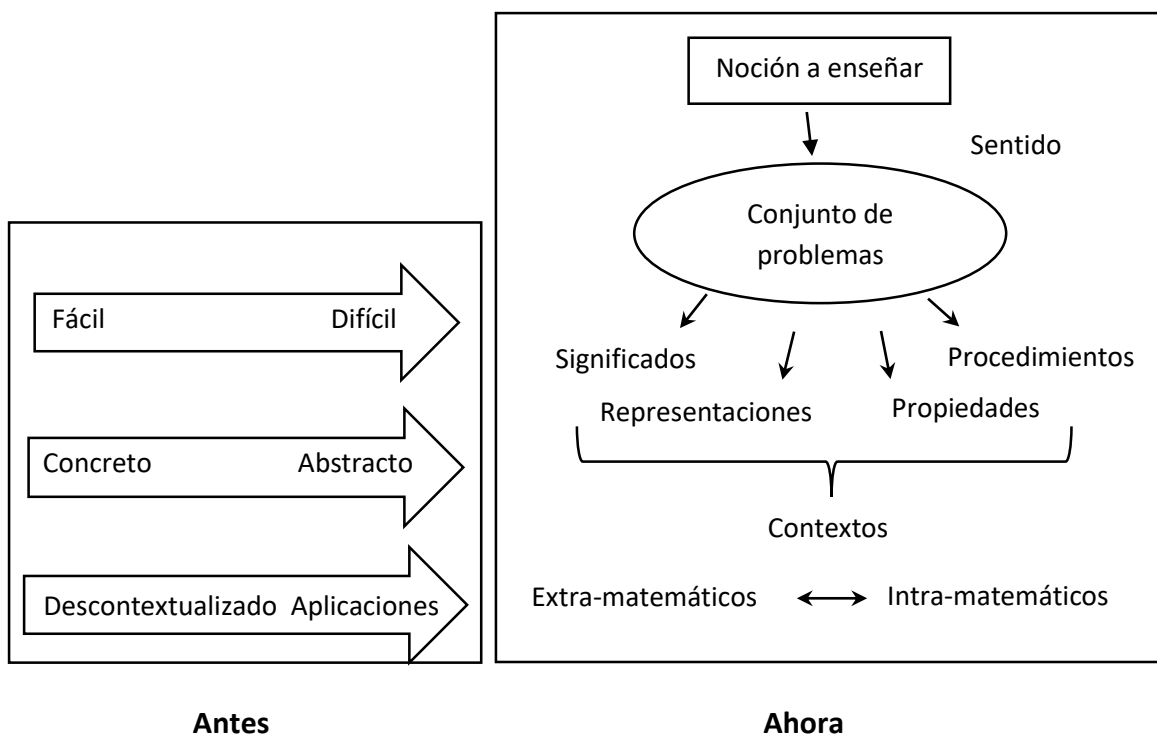 Fácil Difícil
Concreto Abstracto
Descontextualizado Aplicaciones
Antes
Noción a enseñar
Sentido
Conjunto de
problemas
Significados
Procedimientos
Representaciones
Propiedades
Contextos
Extra-matemáticos
Intra-matemáticos
Ahora